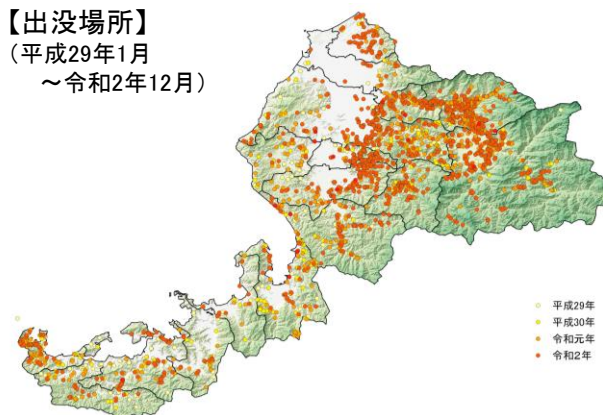 【出没場所】
（平成29年1月
～令和2年12月）
平成29年
平成30年
令和元年
令和2年